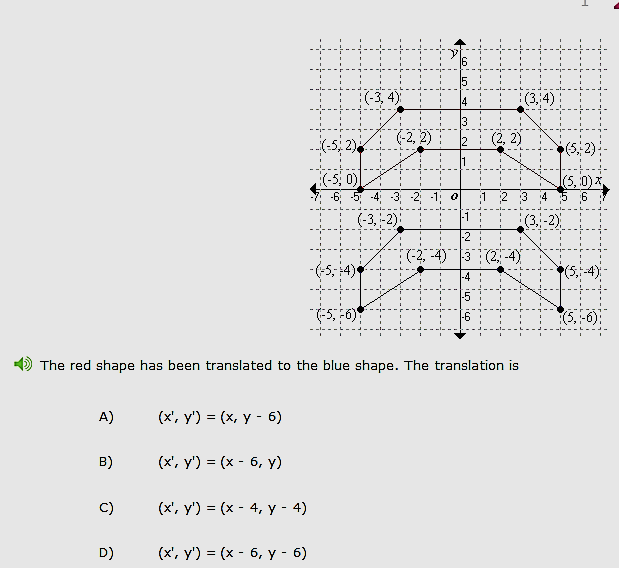 1
y
6
5
(-3, 4) 4 (3, 4)
3
(-5, 2) (-2, 2) 2 (2, 2) (5, 2)
1
(-5, 0) (5, 0) x
-7 -6 -5 -4 -3 -2 -1 o 1 2 3 4 5 6 7
(-3, -2) -1 (3, -2)
-2
(-2, -4) -3 (2, -4)
(-5, -4) -4 (5, -4)
-5
(-5, -6) -6 (5, -6)
The red shape has been translated to the blue shape. The translation is
A) (x', y') = (x, y - 6)
B) (x', y') = (x - 6, y)
C) (x', y') = (x - 4, y - 4)
D) (x', y') = (x - 6, y - 6)